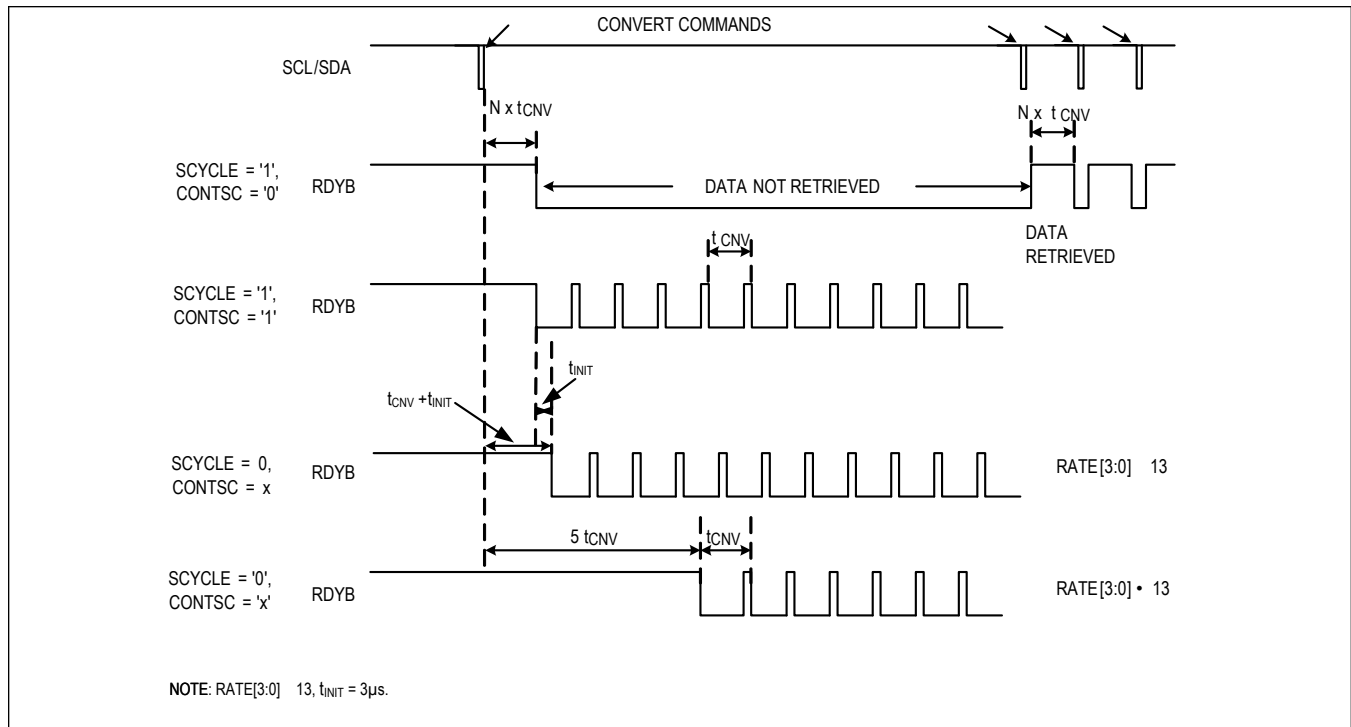 CONVERT COMMANDS
SCL/SDA
N x tCNV
N x tCNV
SCYCLE = '1',
CONTSC = '0'
RDYB
DATA NOT RETRIEVED
DATA
RETRIEVED
t CNV
SCYCLE = '1',
CONTSC = '1'
RDYB
tINIT
tCNV +tINIT
SCYCLE = 0,
CONTSC = x
RDYB
RATE[3:0] 13
5 tCNV
tCNV
SCYCLE = '0',
CONTSC = 'x'
RDYB
RATE[3:0] • 13
NOTE: RATE[3:0] 13, tINIT = 3µs.